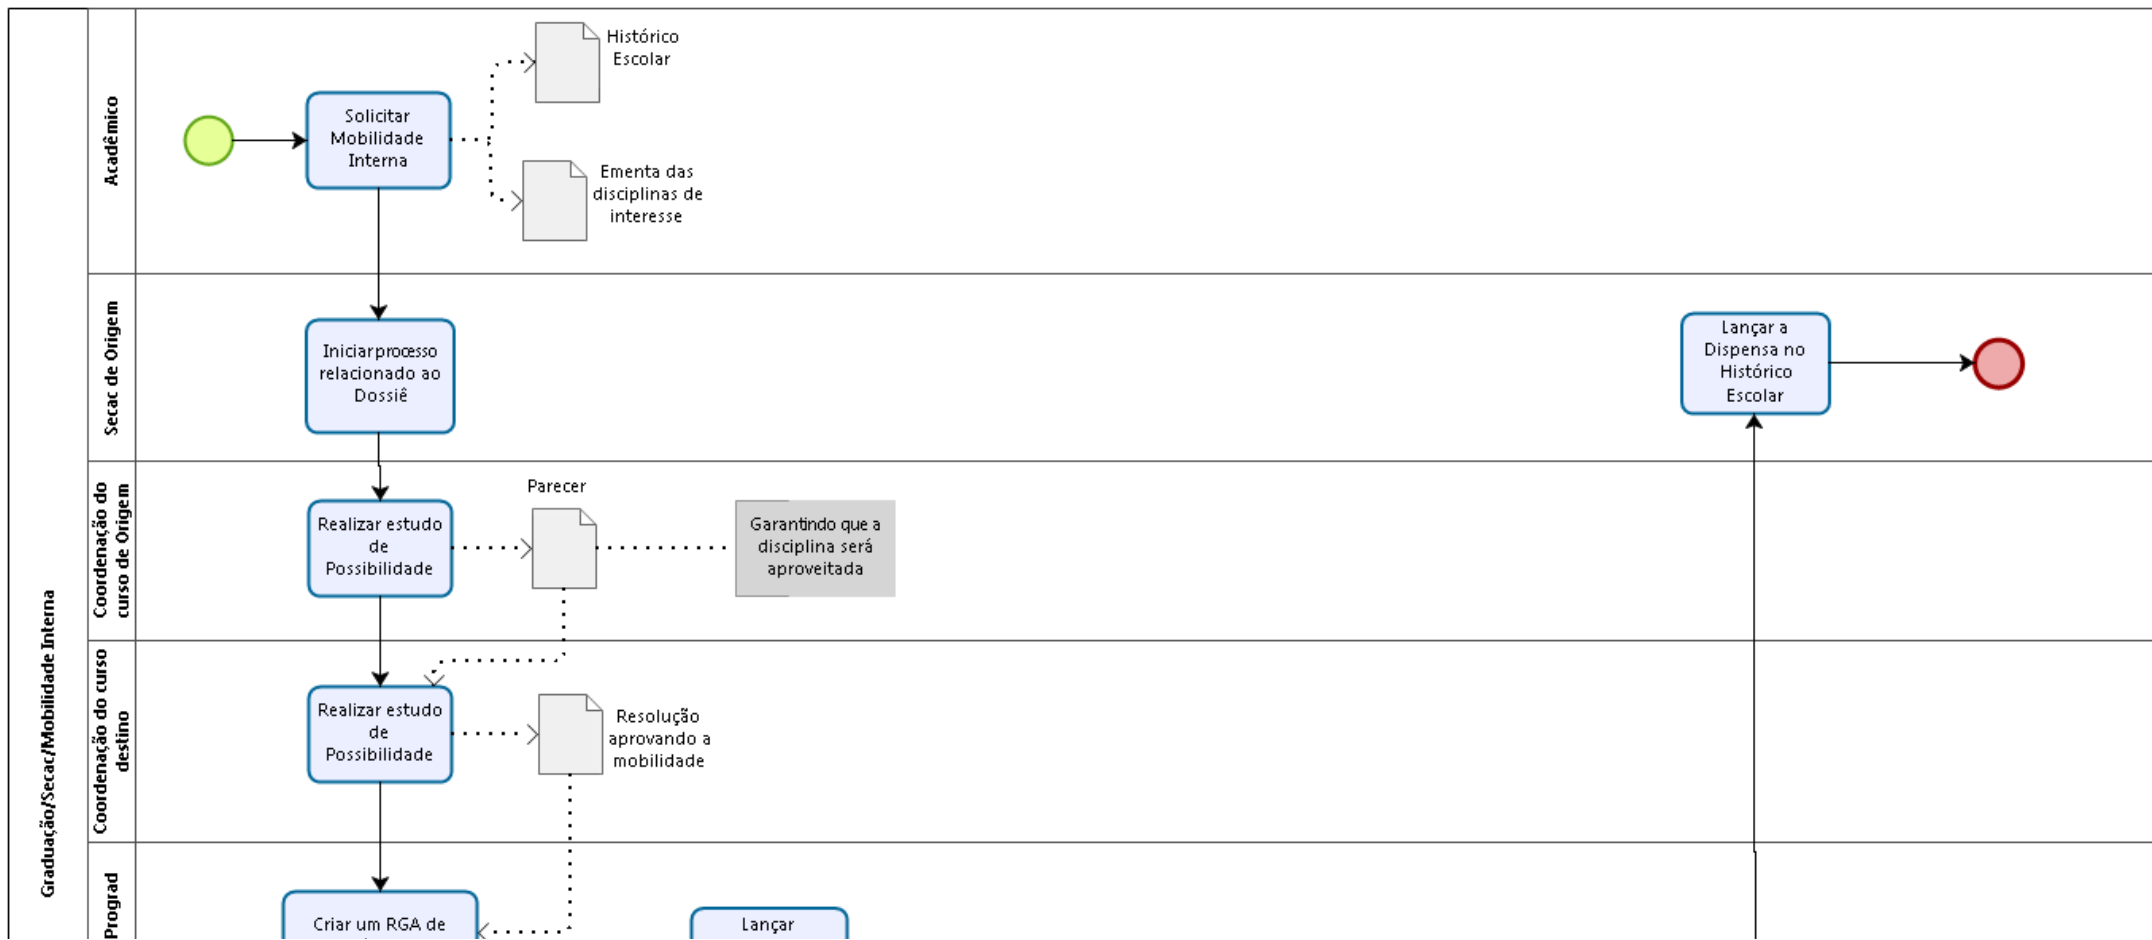 Graduação/Secac/Mobilidade Interna
Acadêmico
Solicitar
Mobilidade
Interna
Histórico
Escolar
Ementa das
disciplinas de
interesse
Secac de Origem
Iniciar processo
relacionado ao
Dossiê
Lançar a
Dispensa no
Histórico
Escolar
Coordenação do
curso de Origem
Realizar estudo
de
Possibilidade
Parecer
Garantindo que a
disciplina será
aproveitada
Coordenação do curso
destino
Realizar estudo
de
Possibilidade
Resolução
aprovando a
mobilidade
Prograd
Criar um RGA de
Lançar